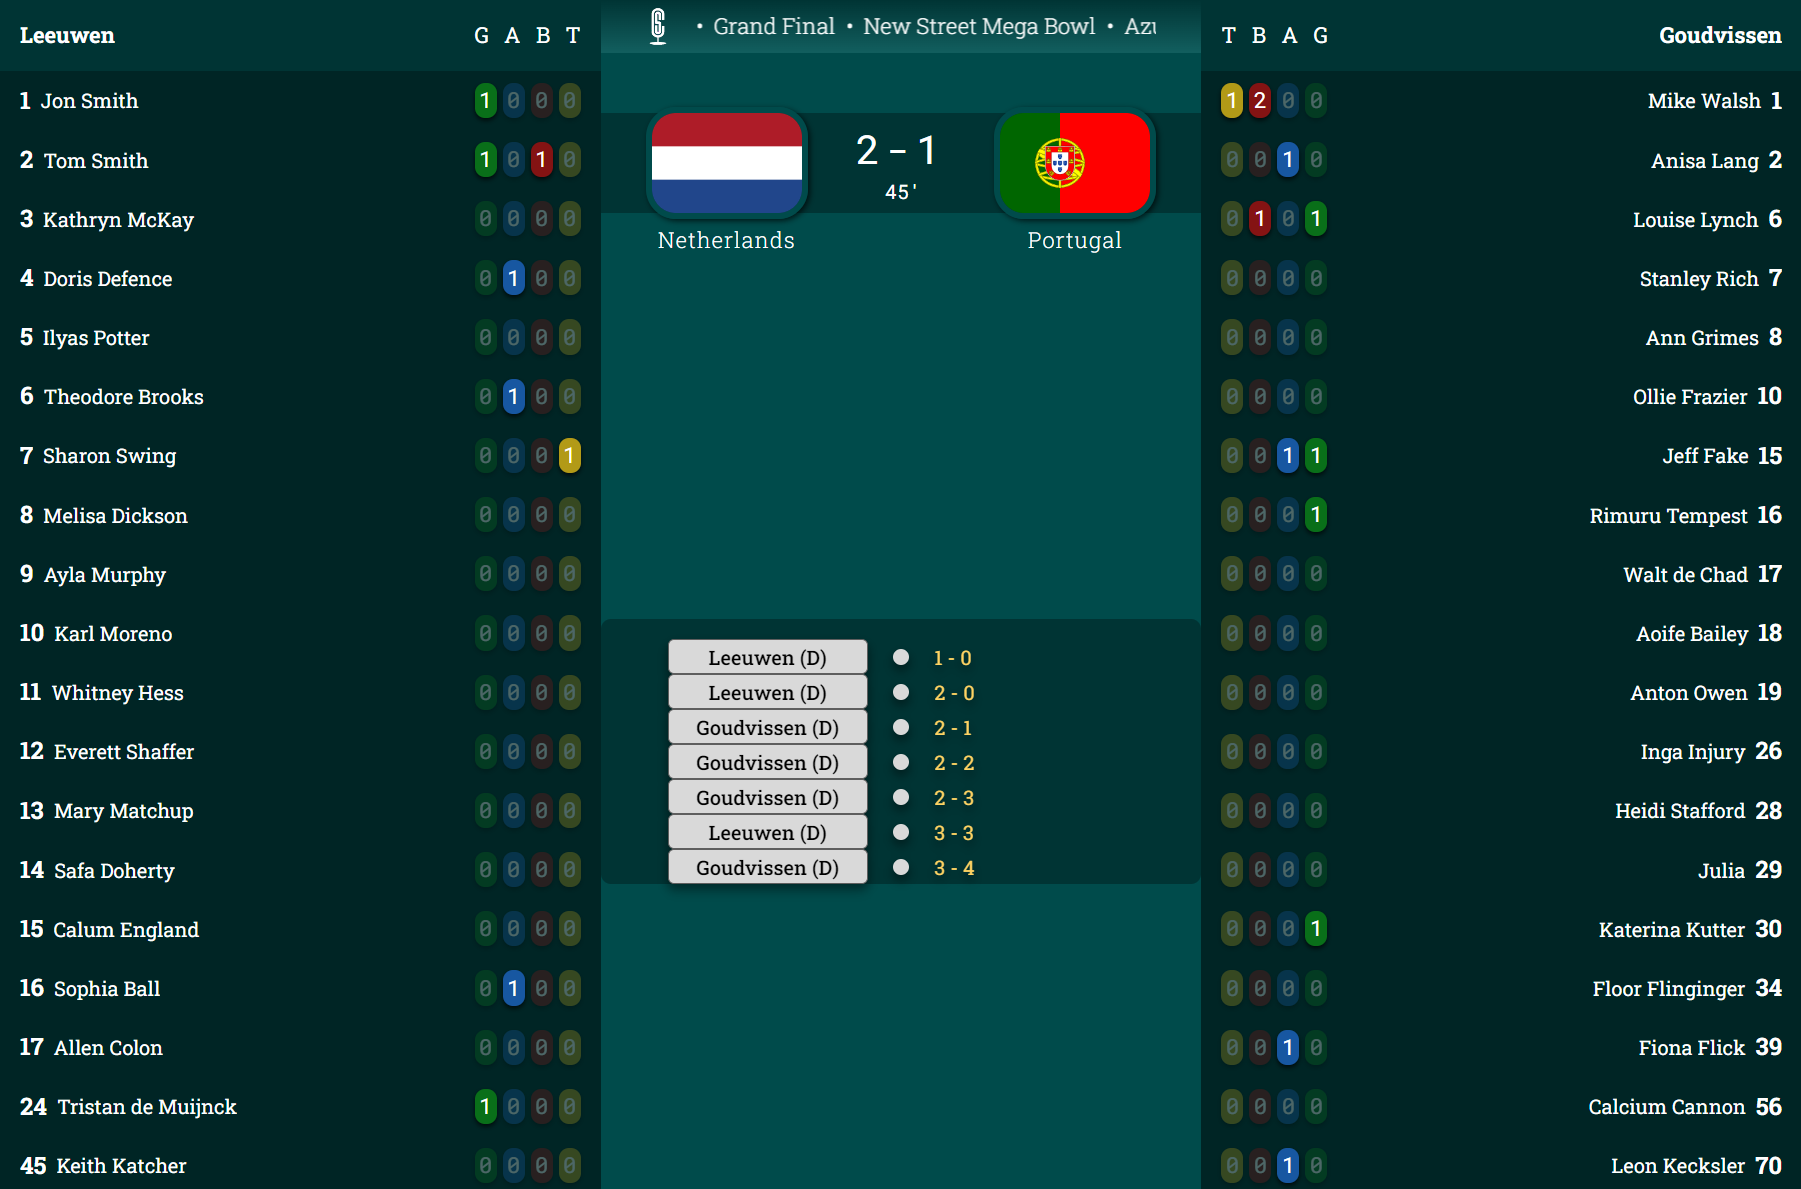 Leeuwen G A B T
1 Jon Smith 1 0 0 0
2 Tom Smith 1 0 1 0
3 Kathryn McKay 0 0 0 0
4 Doris Defence 0 1 0 0
5 Ilyas Potter 0 0 0 0
6 Theodore Brooks 0 1 0 0
7 Sharon Swing 0 0 0 1
8 Melisa Dickson 0 0 0 0
9 Ayla Murphy 0 0 0 0
10 Karl Moreno 0 0 0 0
11 Whitney Hess 0 0 0 0
12 Everett Shaffer 0 0 0 0
13 Mary Matchup 0 0 0 0
14 Safa Doherty 0 0 0 0
15 Calum England 0 0 0 0
16 Sophia Ball 0 1 0 0
17 Allen Colon 0 0 0 0
24 Tristan de Muijnck 1 0 0 0
45 Keith Katcher 0 0 0 0
• Grand Final • New Street Mega Bowl •
2 - 1
45'
Netherlands Portugal
Leeuwen (D) 1 - 0
Leeuwen (D) 2 - 0
Goudvissen (D) 2 - 1
Goudvissen (D) 2 - 2
Goudvissen (D) 2 - 3
Leeuwen (D) 3 - 3
Goudvissen (D) 3 - 4
T B A G Goudvissen
1 2 0 0 Mike Walsh 1
0 0 1 0 Anisa Lang 2
0 1 0 1 Louise Lynch 6
0 0 0 0 Stanley Rich 7
0 0 0 0 Ann Grimes 8
0 0 0 0 Ollie Frazier 10
0 0 1 1 Jeff Fake 15
0 0 0 1 Rimuru Tempest 16
0 0 0 0 Walt de Chad 17
0 0 0 0 Aoife Bailey 18
0 0 0 0 Anton Owen 19
0 0 0 0 Inga Injury 26
0 0 0 0 Heidi Stafford 28
0 0 0 0 Julia 29
0 0 0 1 Katerina Kutter 30
0 0 0 0 Floor Flinginger 34
0 0 1 0 Fiona Flick 39
0 0 0 0 Calcium Cannon 56
0 0 1 0 Leon Kecksler 70